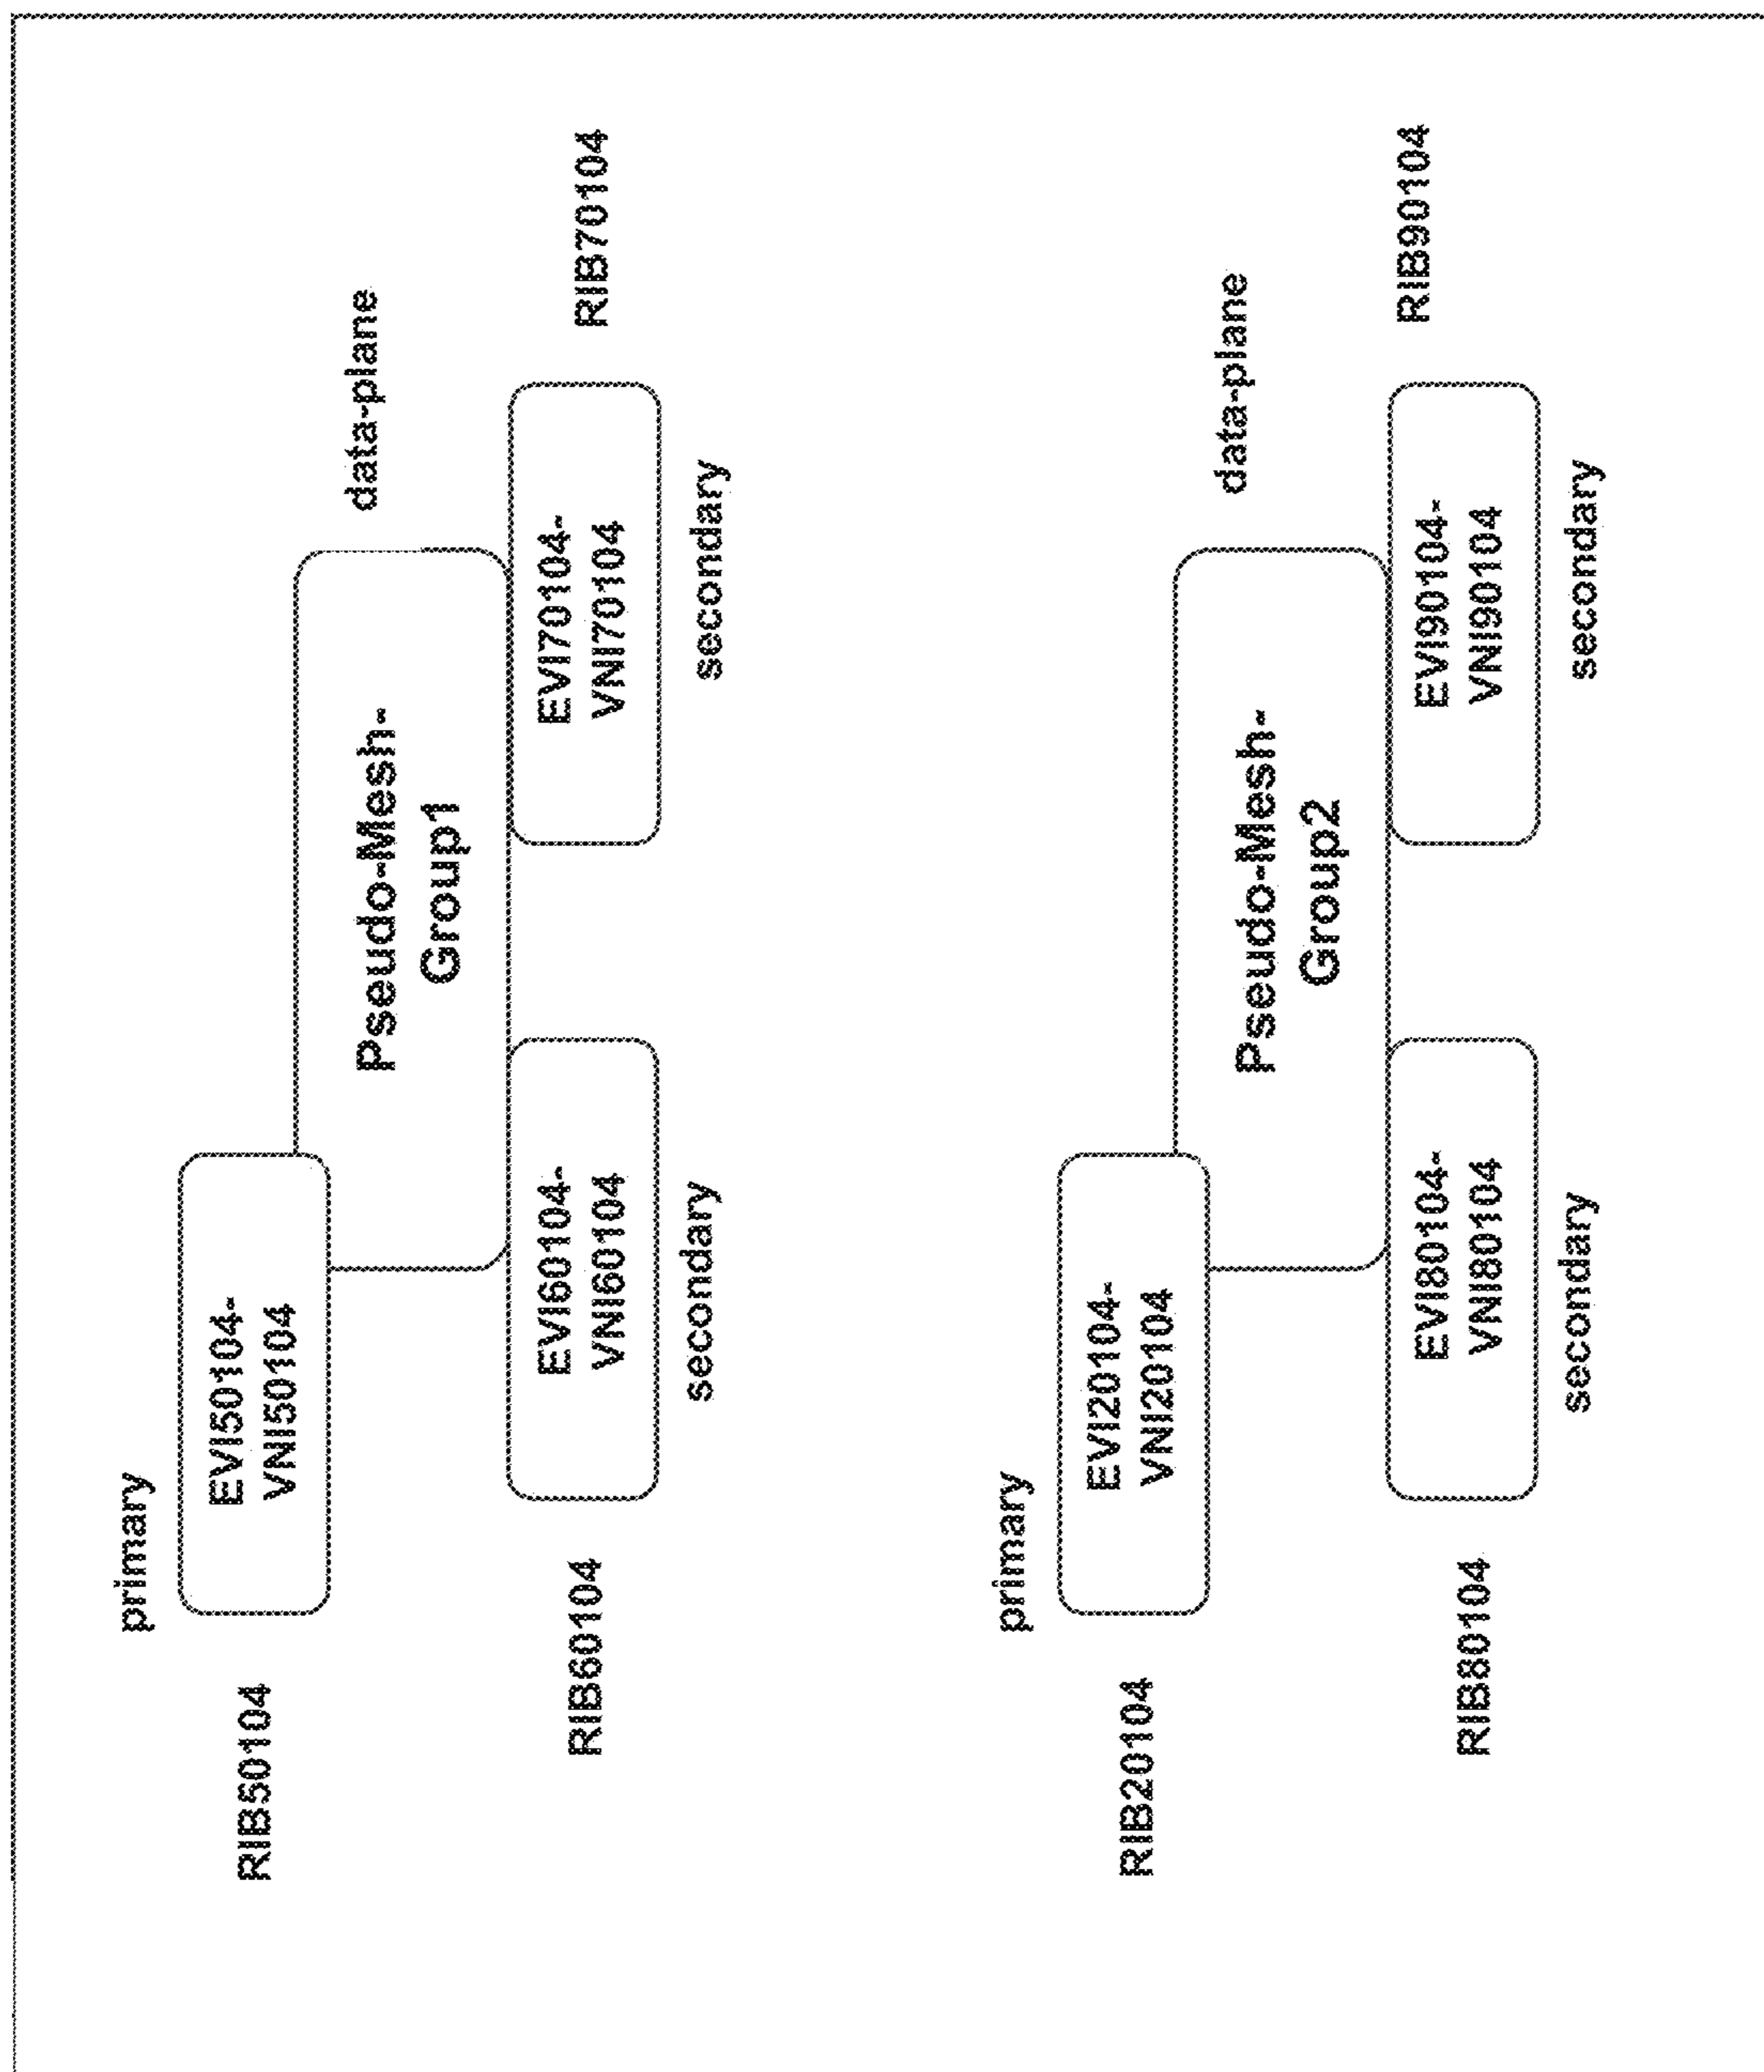 primary
RIB50104
EVI50104-
VNI50104
Pseudo-Mesh-
Group1
data-plane
RIB60104
EVI60104-
VNI60104
secondary
EVI70104-
VNI70104
secondary
RIB70104
primary
RIB20104
EVI20104-
VNI20104
Pseudo-Mesh-
Group2
data-plane
RIB80104
EVI80104-
VNI80104
secondary
EVI90104-
VNI90104
secondary
RIB90104